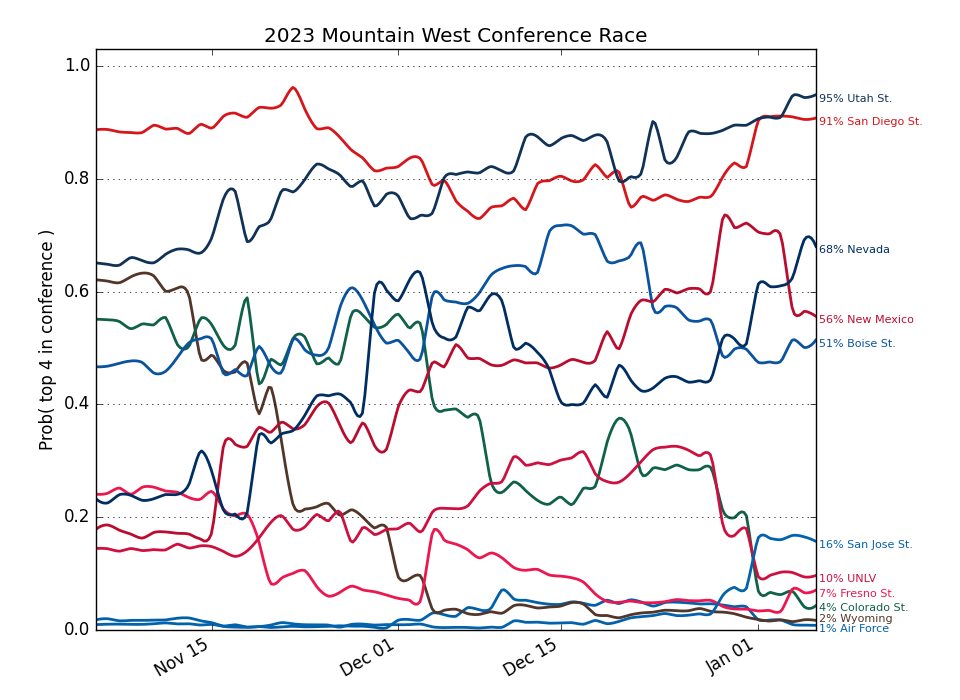 2023 Mountain West Conference Race
Prob( top 4 in conference )
1.0
0.8
0.6
0.4
0.2
0.0
Nov 15
Dec 01
Dec 15
Jan 01
95% Utah St.
91% San Diego St.
68% Nevada
56% New Mexico
51% Boise St.
16% San Jose St.
10% UNLV
7% Fresno St.
4% Colorado St.
2% Wyoming
1% Air Force